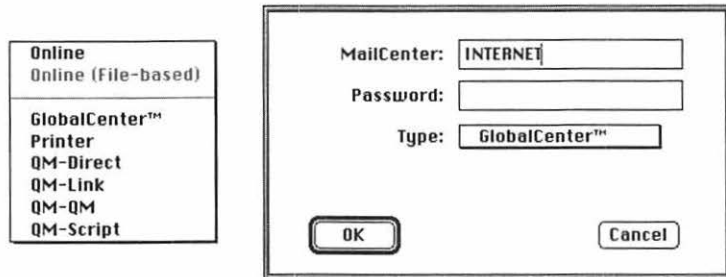 Online
Online (File-based)
GlobalCenter™
Printer
QM-Direct
QM-Link
QM-QM
QM-Script
MailCenter: INTERNET
Password:
Type: GlobalCenter™
OK
Cancel